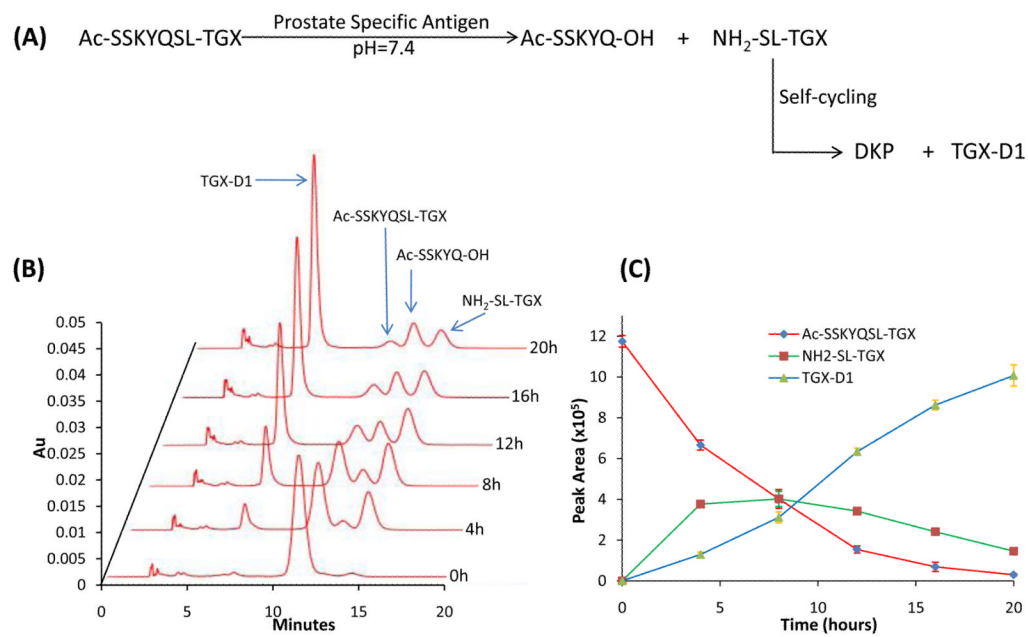 (A) Ac-SSKYQSL-TGX Prostate Specific Antigen pH=7.4 Ac-SSKYQ-OH + NH₂-SL-TGX
Self-cycling
DKP + TGX-D1
(B)
TGX-D1
Ac-SSKYQSL-TGX
Ac-SSKYQ-OH
NH₂-SL-TGX
0.05
0.045
0.04
0.035
0.03
0.025
0.02
0.015
0.01
0.005
0
Au
20h
16h
12h
8h
4h
0h
0 5 10 15 20
Minutes
(C)
Ac-SSKYQSL-TGX
NH2-SL-TGX
TGX-D1
12
10
8
6
4
2
0
Peak Area (x10⁵)
0 5 10 15 20
Time (hours)